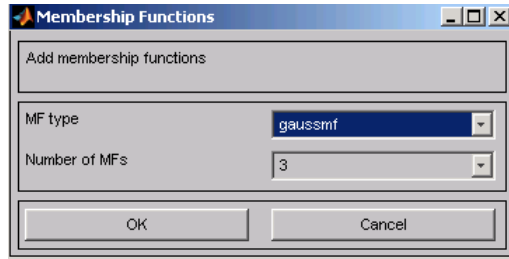 Membership Functions
Add membership functions
MF type gaussmf
Number of MFs 3
OK Cancel